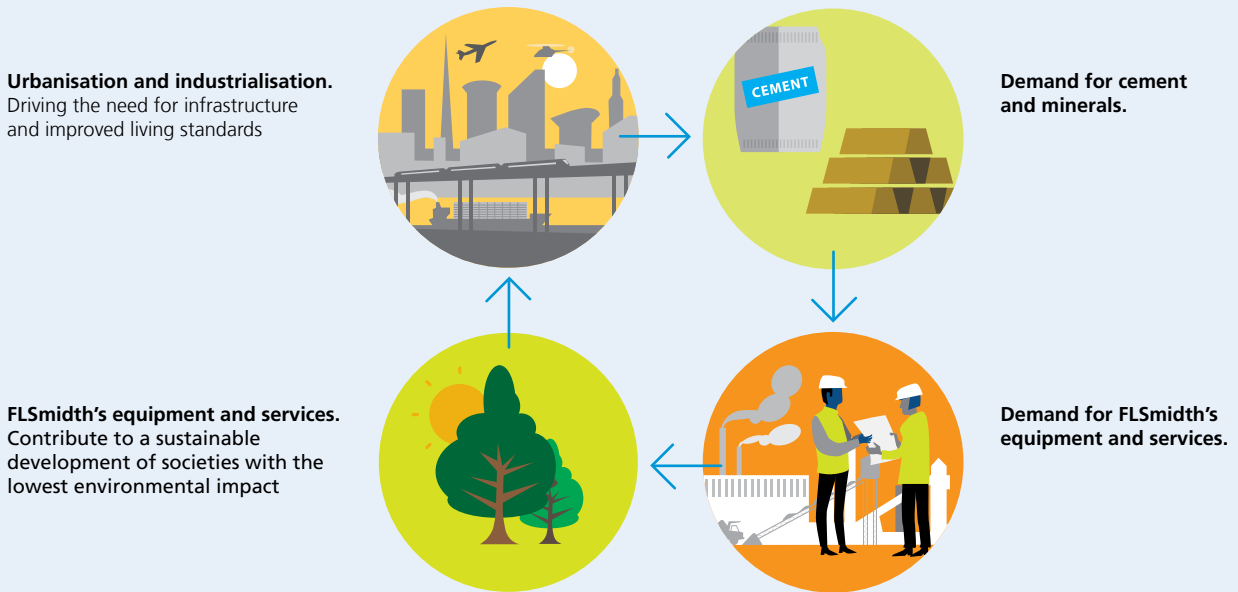 Urbanisation and industrialisation.
Driving the need for infrastructure
and improved living standards
CEMENT
Demand for cement
and minerals.
FLSmidth’s equipment and services.
Contribute to a sustainable
development of societies with the
lowest environmental impact
Demand for FLSmidth’s
equipment and services.